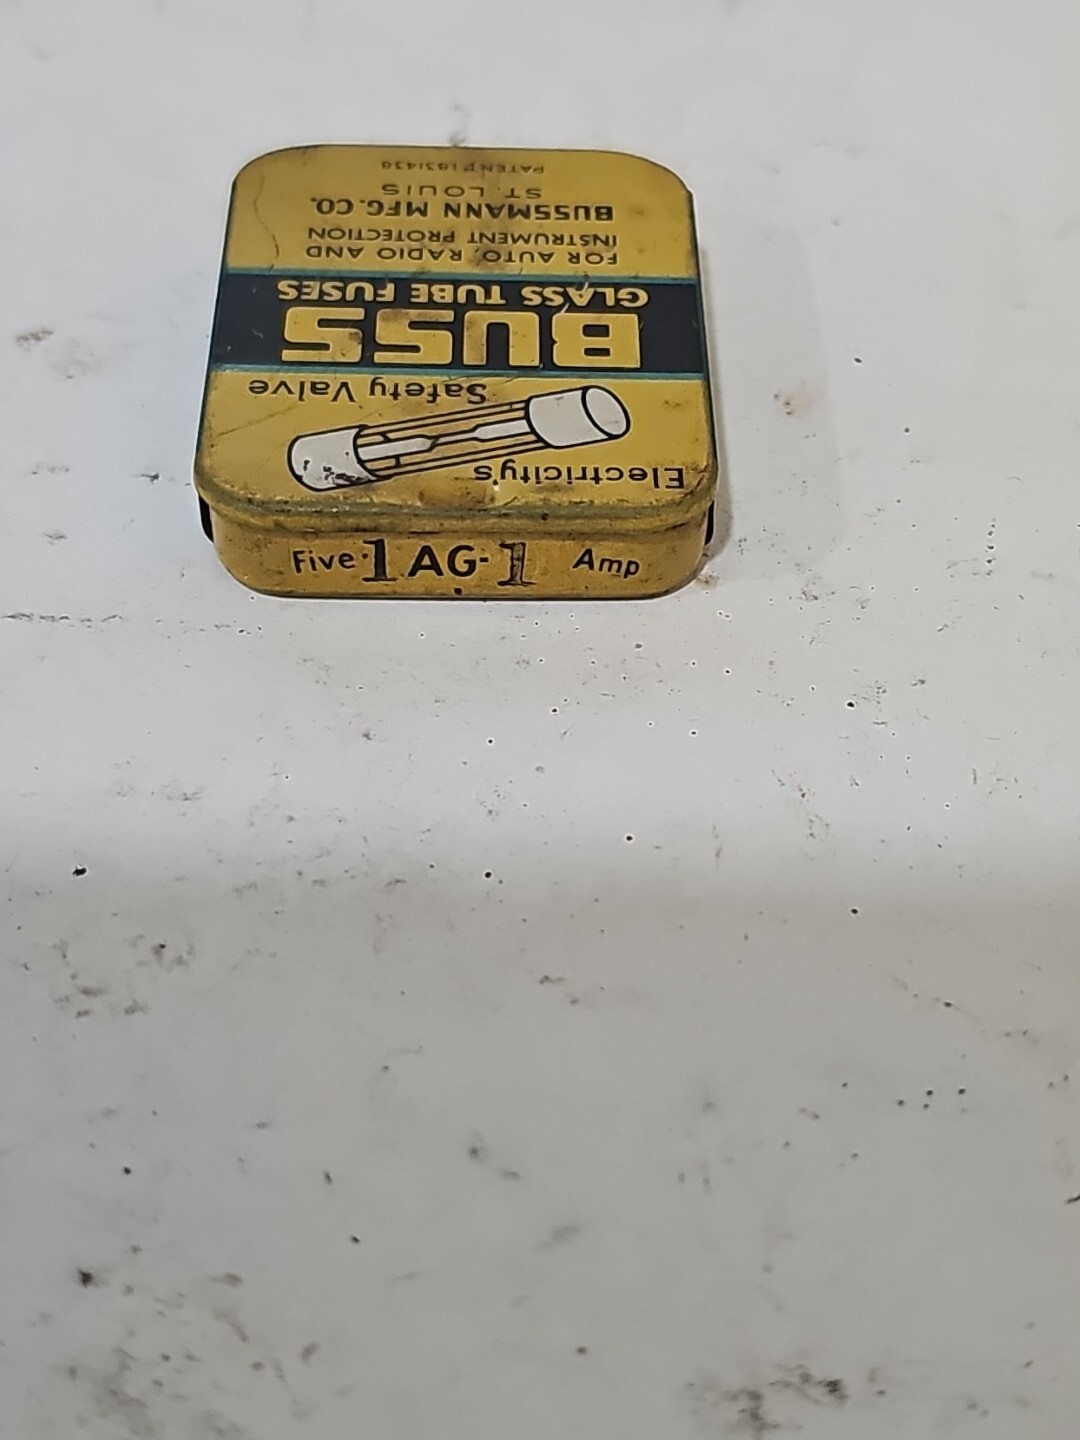 Electricity's
Safety Valve
BUSS
GLASS TUBE FUSES
FOR AUTO, RADIO AND
INSTRUMENT PROTECTION
BUSSMANN MFG. CO.
ST. LOUIS
PATENT 1831438
Five-1 AG-1 Amp